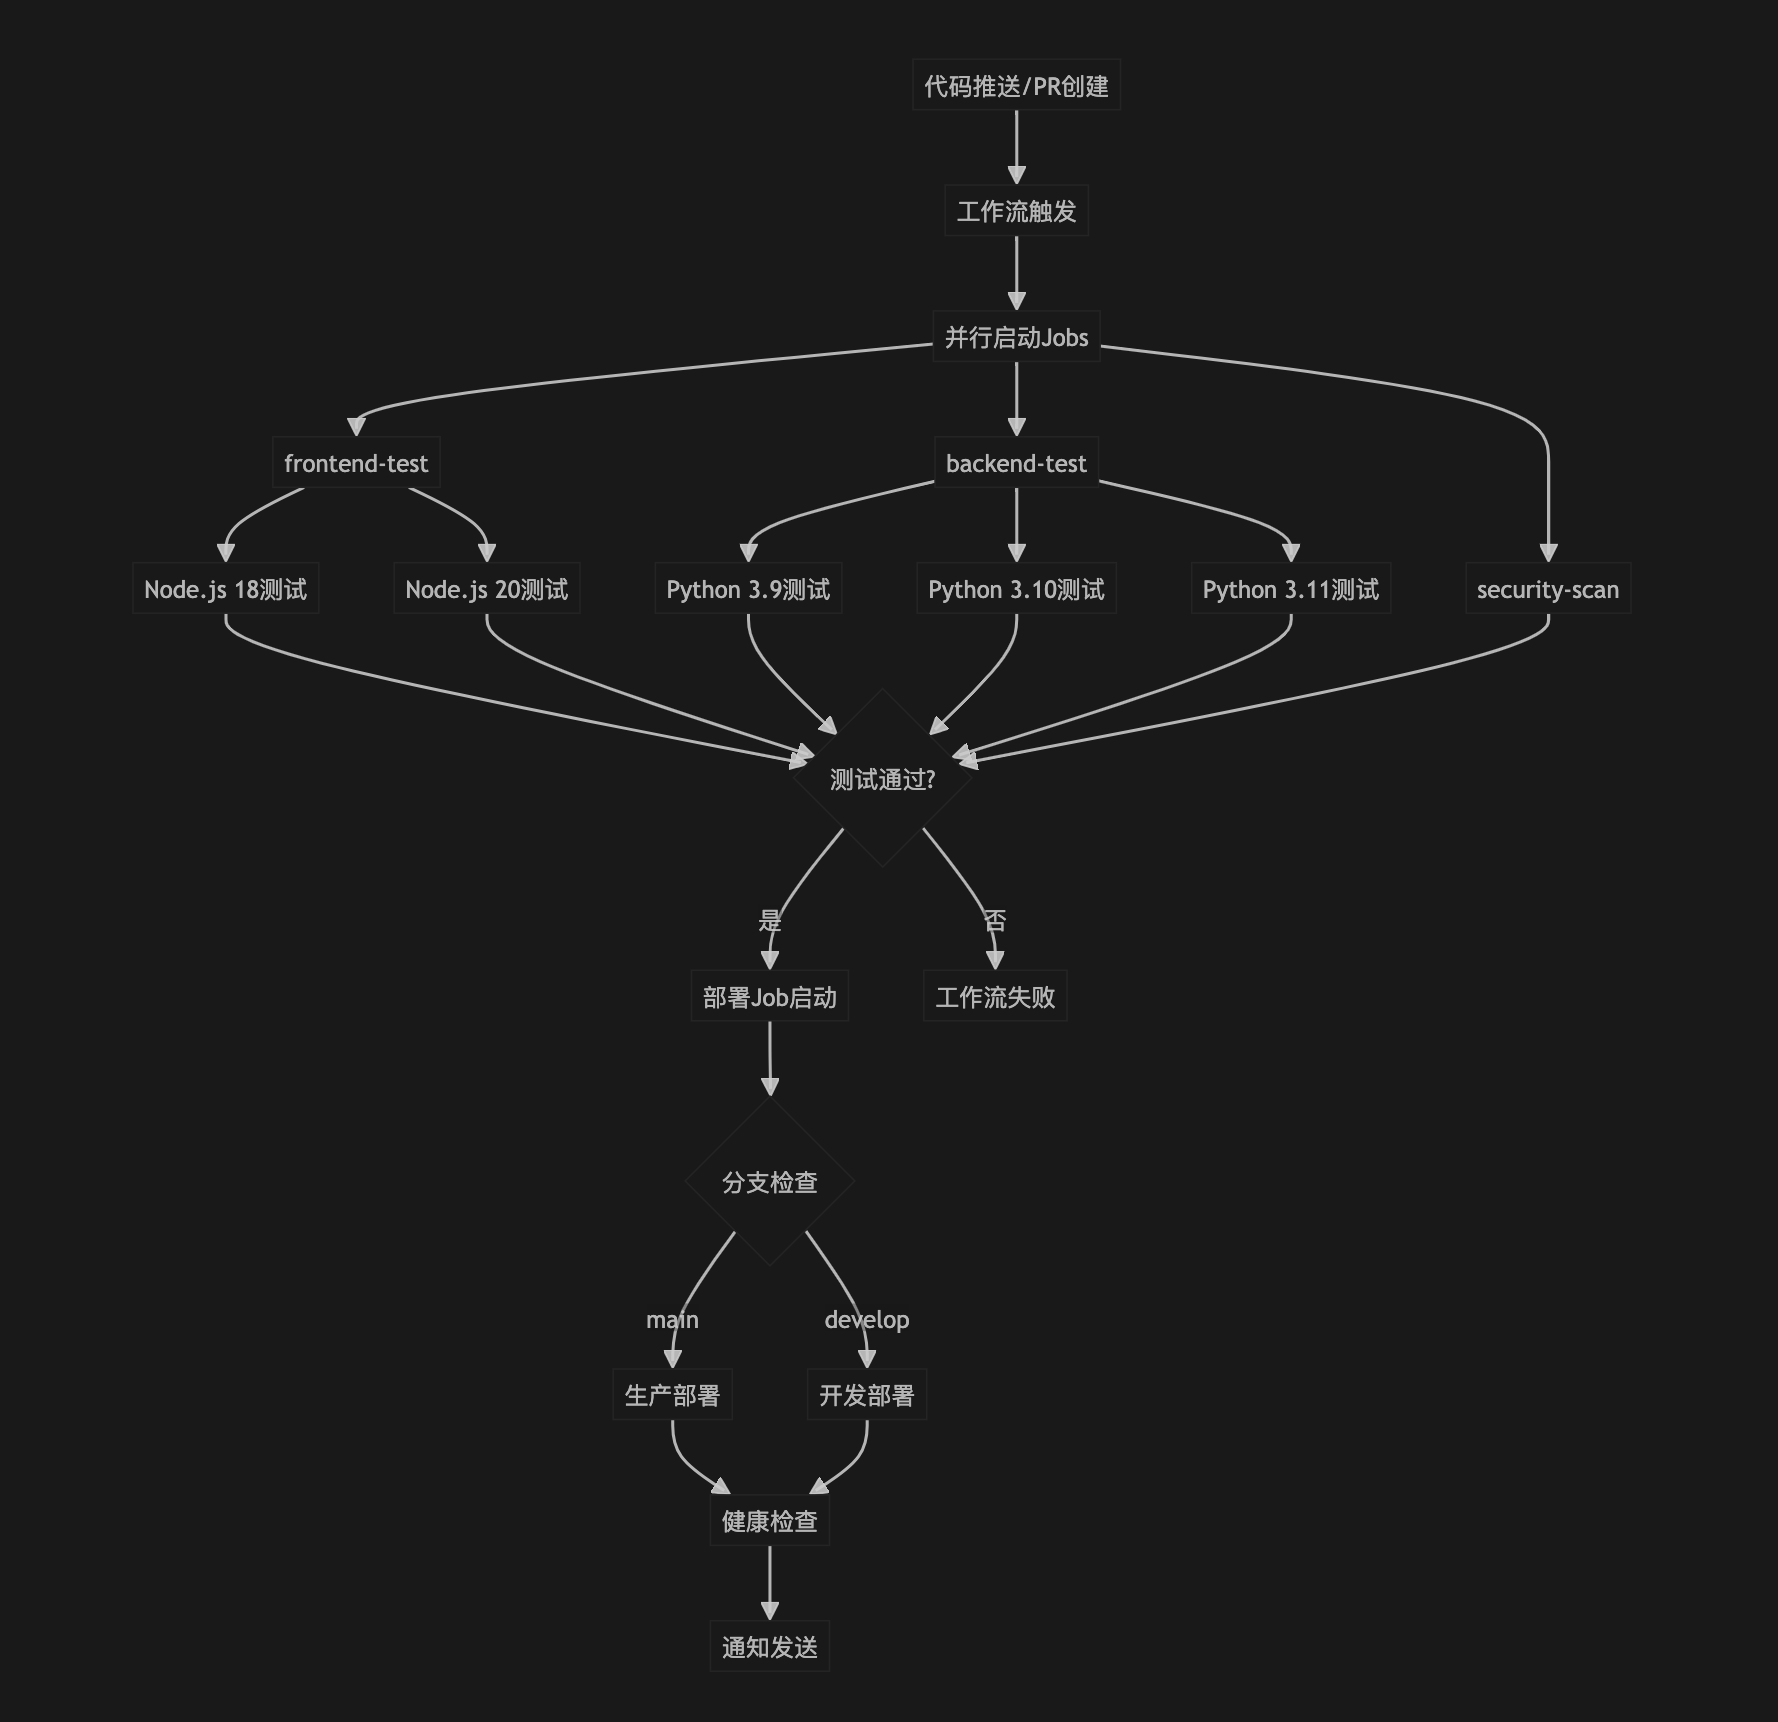 代码推送/PR创建
工作流触发
并行启动Jobs
frontend-test
backend-test
Node.js 18测试
Node.js 20测试
Python 3.9测试
Python 3.10测试
Python 3.11测试
security-scan
测试通过?
是
否
部署Job启动
工作流失败
分支检查
main
develop
生产部署
开发部署
健康检查
通知发送